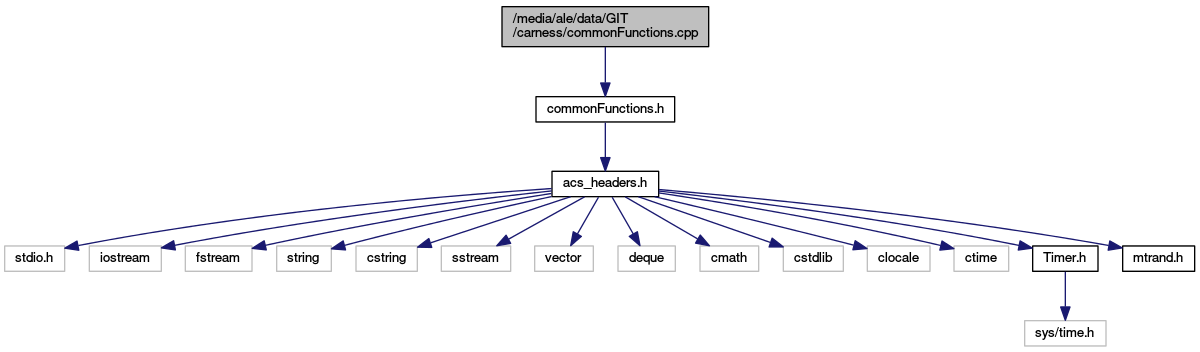 /media/ale/data/GIT
/carness/commonFunctions.cpp
commonFunctions.h
acs_headers.h
stdio.h
iostream
fstream
string
cstring
sstream
vector
deque
cmath
cstdlib
clocale
ctime
Timer.h
mtrand.h
sys/time.h